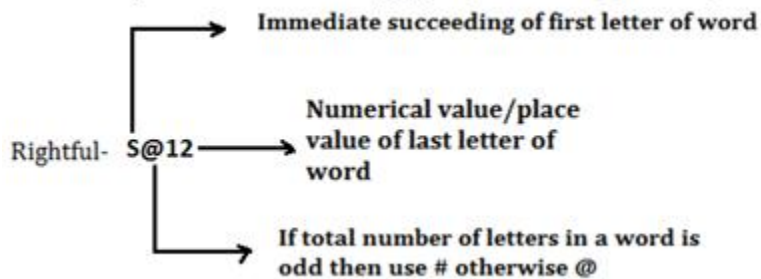 Immediate succeeding of first letter of word
Numerical value/place
value of last letter of
word
Rightful- S@12
If total number of letters in a word is
odd then use # otherwise @